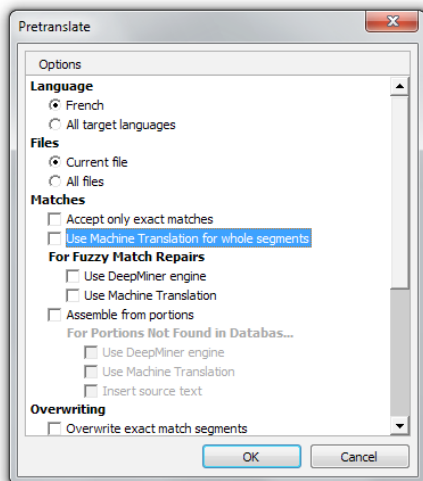 Pretranslate
Options
Language
French
All target languages
Files
Current file
All files
Matches
Accept only exact matches
Use Machine Translation for whole segments
For Fuzzy Match Repairs
Use DeepMiner engine
Use Machine Translation
Assemble from portions
For Portions Not Found in Databas...
Use DeepMiner engine
Use Machine Translation
Insert source text
Overwriting
Overwrite exact match segments
OK Cancel